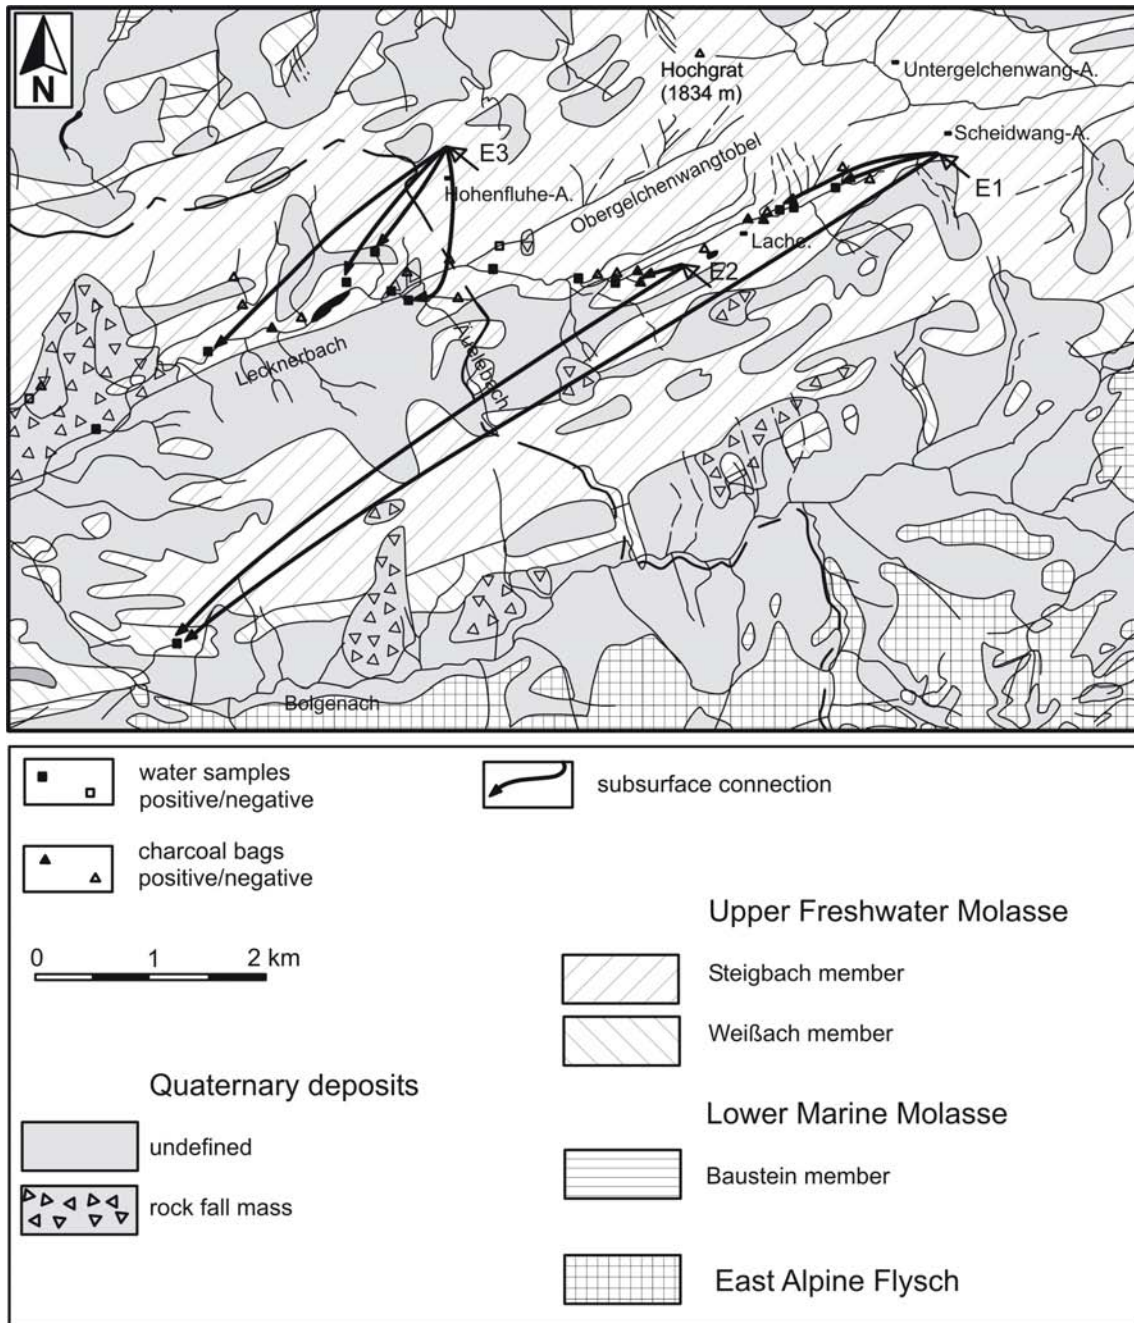 N
Hochgrat
(1834 m)
Untergelchenwang-A.
Scheidwang-A.
E3
Hohenfluhe-A.
Obergelchenwangtobel
E1
Lache.
E2
Lecknerbach
Bolgenach
water samples
positive/negative
subsurface connection
charcoal bags
positive/negative
0 1 2 km
Upper Freshwater Molasse
Steigbach member
Weißach member
Quaternary deposits
undefined
rock fall mass
Lower Marine Molasse
Baustein member
East Alpine Flysch